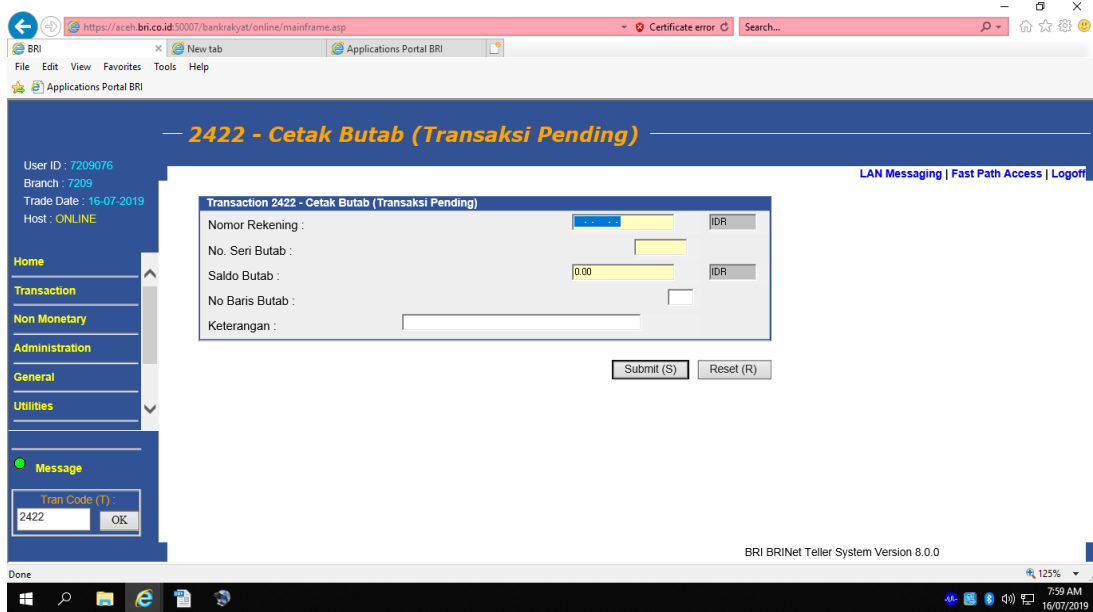 https://aceh.bri.co.id:50007/bankrakyat/online/mainframe.asp
Certificate error
Search...
BRI
New tab
Applications Portal BRI
File Edit View Favorites Tools Help
Applications Portal BRI
2422 - Cetak Butab (Transaksi Pending)
User ID : 7209076
Branch : 7209
Trade Date : 16-07-2019
Host : ONLINE
LAN Messaging | Fast Path Access | Logoff
Home
Transaction
Non Monetary
Administration
General
Utilities
Transaction 2422 - Cetak Butab (Transaksi Pending)
Nomor Rekening : IDR
No. Seri Butab :
Saldo Butab : 0.00 IDR
No Baris Butab :
Keterangan :
Submit (S) Reset (R)
Message
Tran Code (T) :
2422 OK
BRI BRINet Teller System Version 8.0.0
Done
125%
7:59 AM
16/07/2019